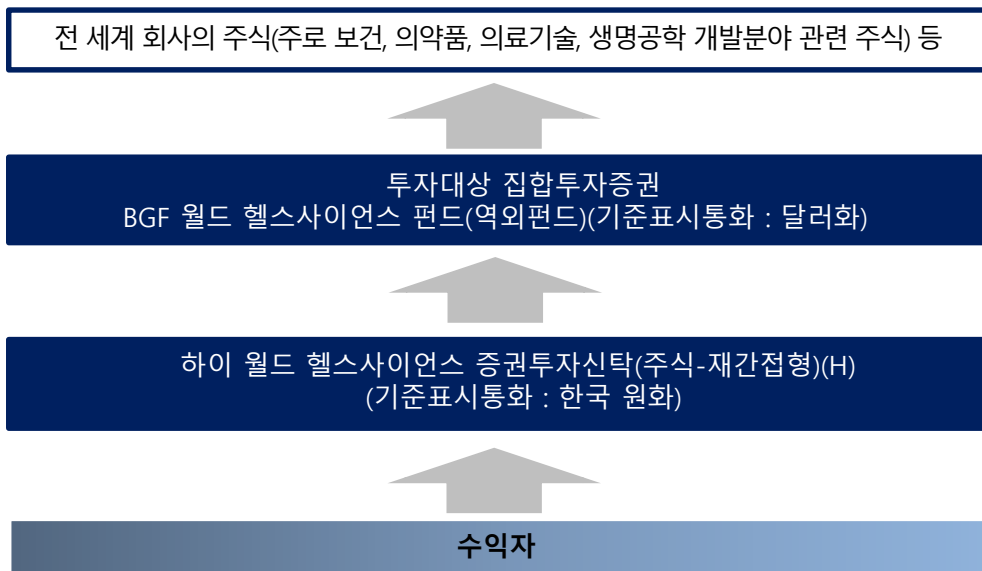 전 세계 회사의 주식(주로 보건, 의약품, 의료기술, 생명공학 개발분야 관련 주식) 등
투자대상 집합투자증권
BGF 월드 헬스사이언스 펀드(역외펀드)(기준표시통화 : 달러화)
하이 월드 헬스사이언스 증권투자신탁(주식-재간접형)(H)
(기준표시통화 : 한국 원화)
수익자